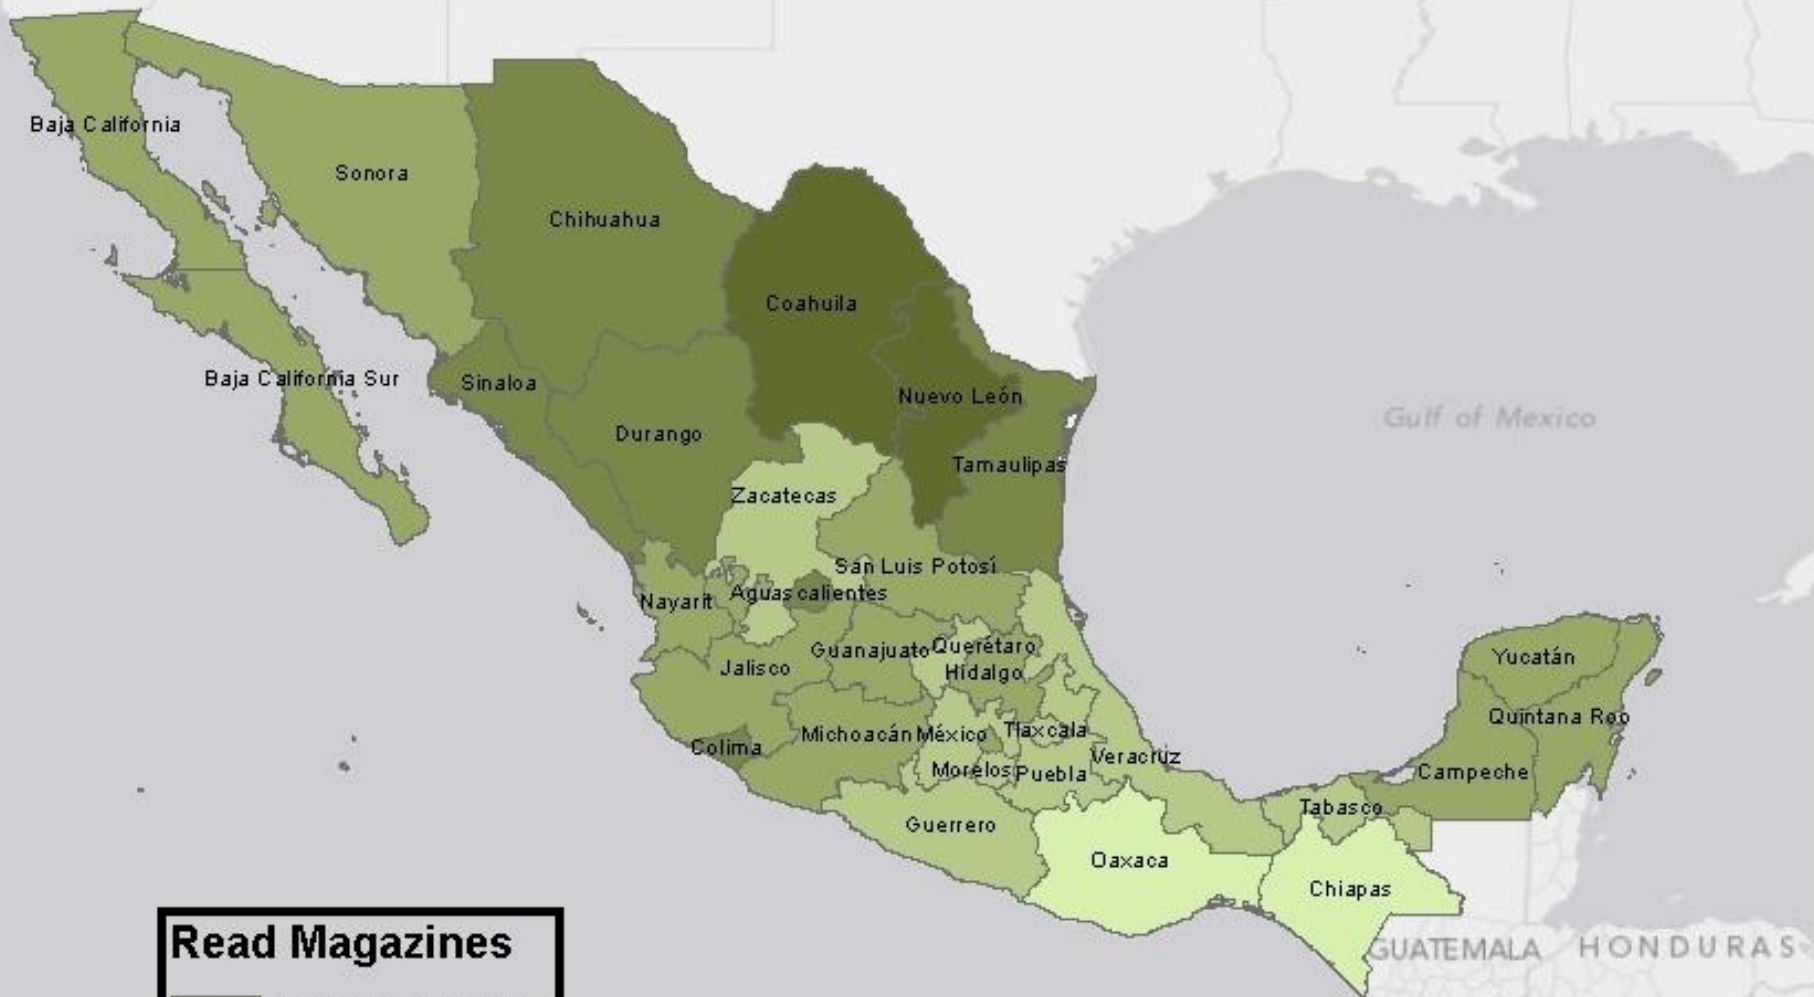 Baja California
Sonora
Chihuahua
Coahuila
Baja California Sur
Sinaloa
Nuevo León
Gulf of Mexico
Durango
Tamaulipas
Zacatecas
San Luis Potosí
Nayarit
Aguascalientes
Guanajuato
Querétaro
Yucatán
Jalisco
Hidalgo
Quintana Roo
Colima
Michoacán
México
Tlaxcala
Veracruz
Morelos
Puebla
Campeche
Tabasco
Guerrero
Oaxaca
Chiapas
Read Magazines
GUATEMALA
HONDURAS